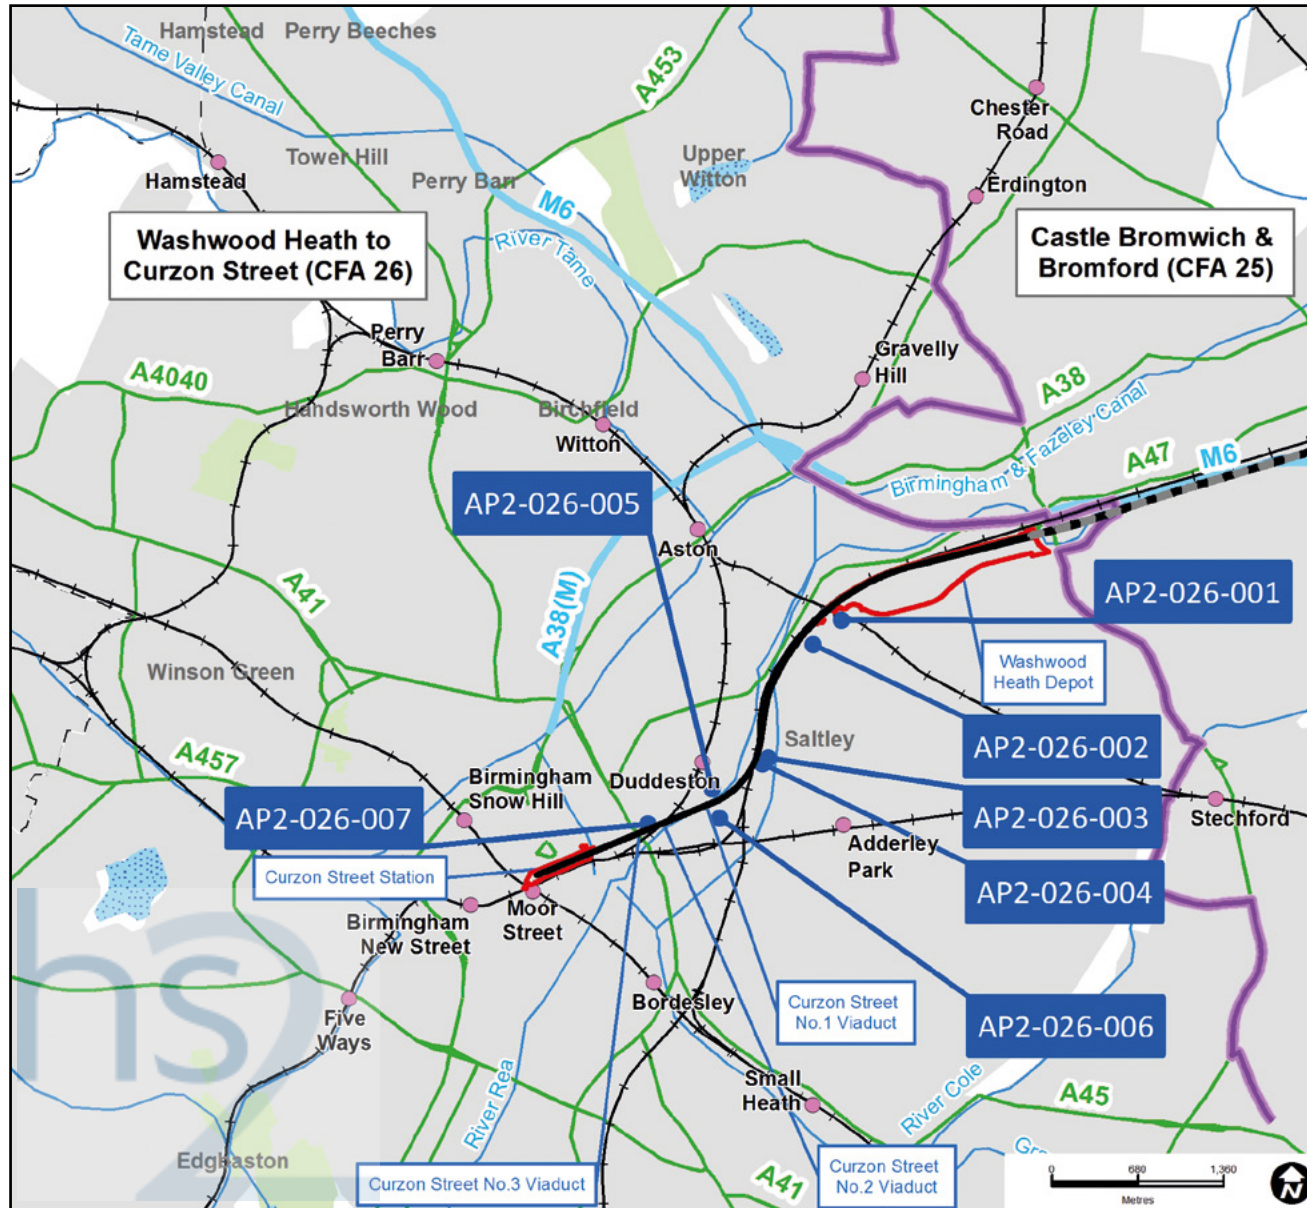 Hamstead
Perry Beeches
Tame Valley Canal
A453
Chester
Road
Tower Hill
Hamstead
Perry Barr
Upper
Witton
Erdington
M6
River Tame
Washwood Heath to
Curzon Street (CFA 26)
Castle Bromwich &
Bromford (CFA 25)
Perry
Barr
Gravelly
Hill
A4040
A38
Handsworth Wood
Birchfield
Witton
Birmingham & Fazeley Canal
A47
M6
AP2-026-005
Aston
A41
A38(M)
AP2-026-001
Winson Green
Washwood
Heath Depot
Saltley
AP2-026-002
A457
Birmingham
Snow Hill
Duddeston
AP2-026-007
AP2-026-003
Stechford
Adderley
Park
Curzon Street Station
AP2-026-004
Moor
Street
Birmingham
New Street
hs2
Bordesley
Curzon Street
No.1 Viaduct
AP2-026-006
Five
Ways
River Rea
Small
Heath
River Cole
A45
Edgbaston
Curzon Street No.3 Viaduct
A41
Curzon Street
No.2 Viaduct
Gra
0 680 1,360
Metres
N